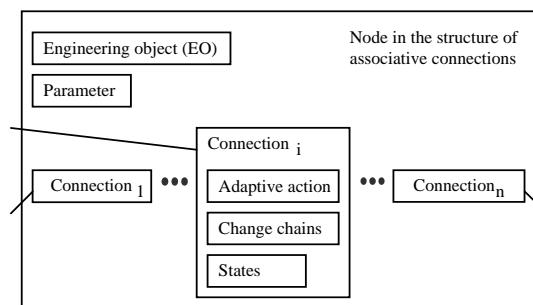 Engineering object (EO)
Node in the structure of
associative connections
Parameter
Connection i
Connection 1
Adaptive action
Connection n
Change chains
States